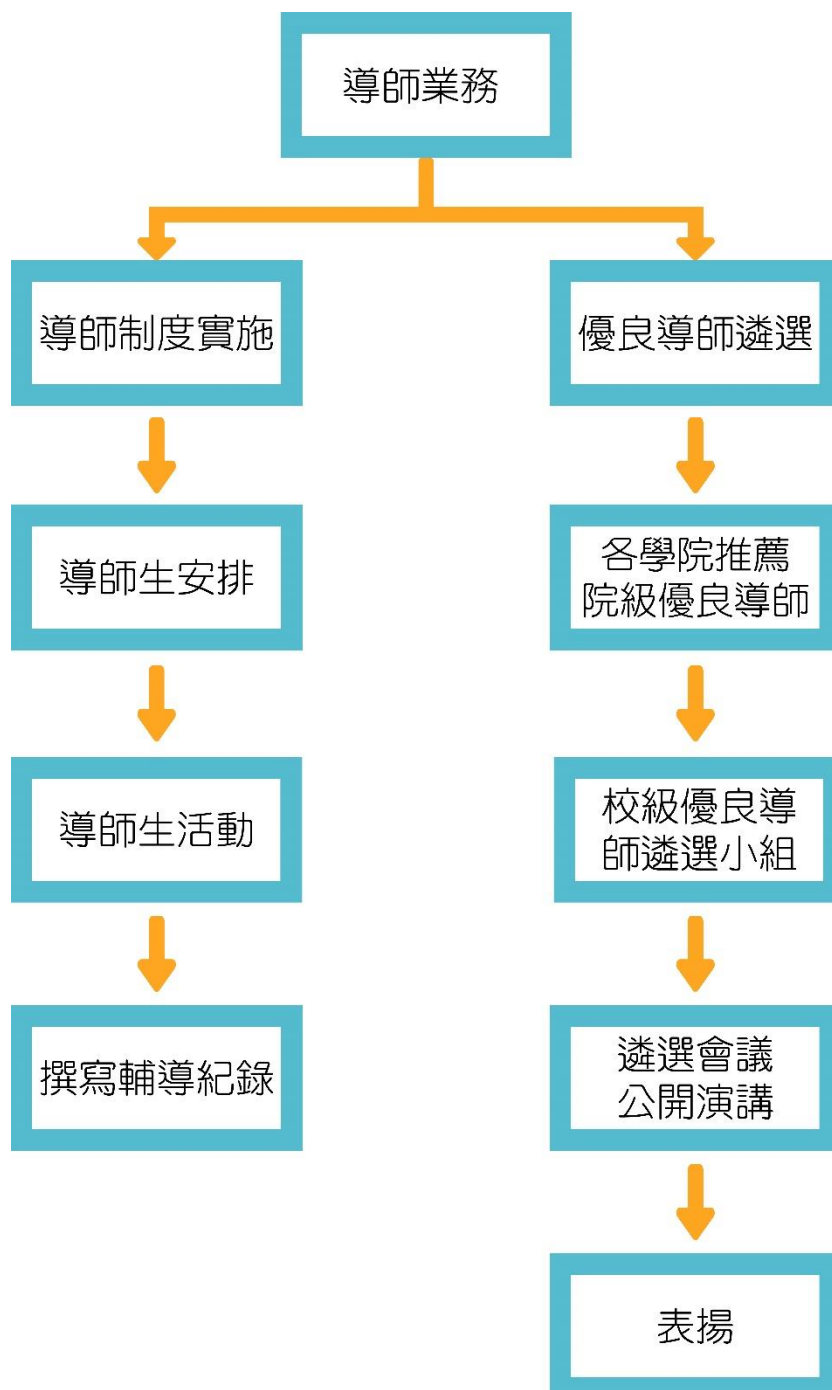 導師業務
導師制度實施
導師生安排
導師生活動
撰寫輔導紀錄
優良導師遴選
各學院推薦
院級優良導師
校級優良導
師遴選小組
遴選會議
公開演講
表揚